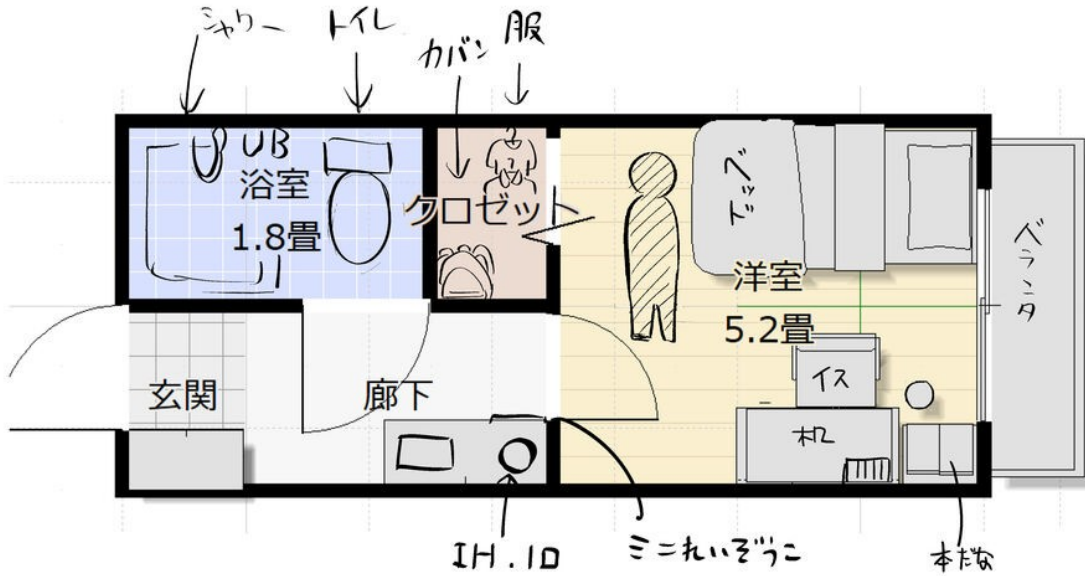 シャワー
トイレ
カバン
服
UB
浴室
1.8畳
クロゼット
ベッド
洋室
5.2畳
ベランダ
玄関
廊下
イス
机
IH.1口
ミニれいぞうこ
本だな